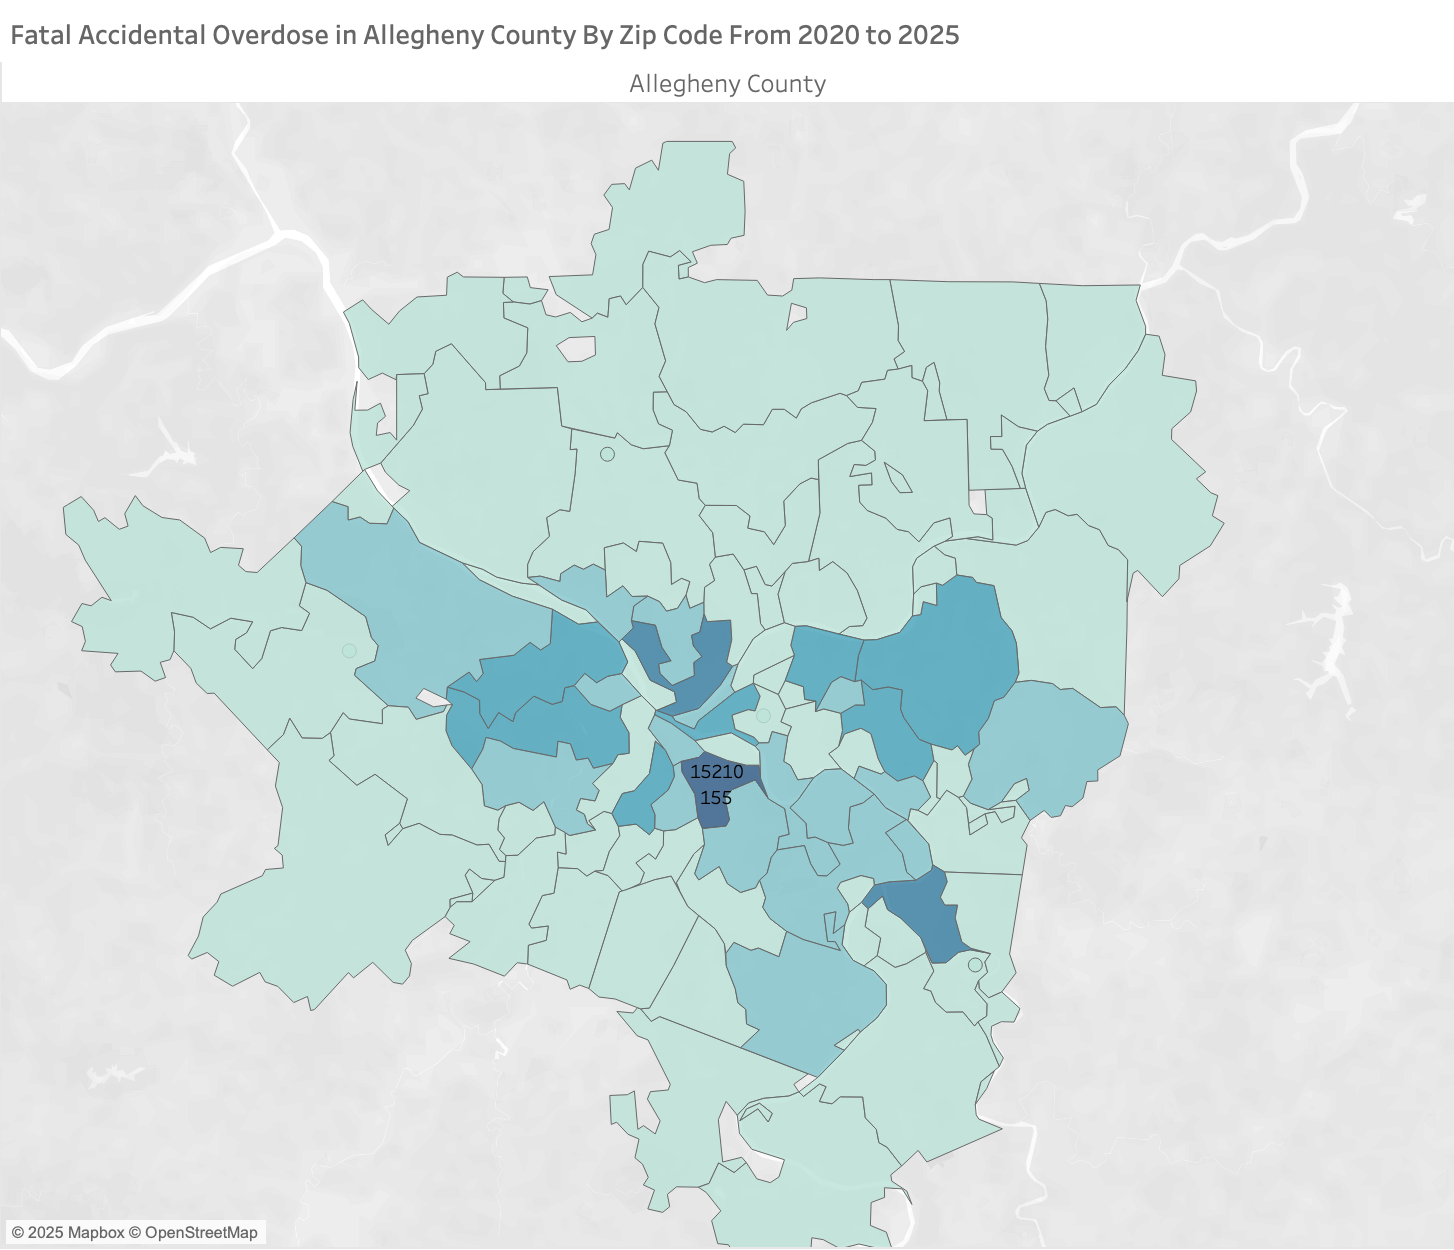 Fatal Accidental Overdose in Allegheny County By Zip Code From 2020 to 2025
Allegheny County
15210
155
© 2025 Mapbox © OpenStreetMap